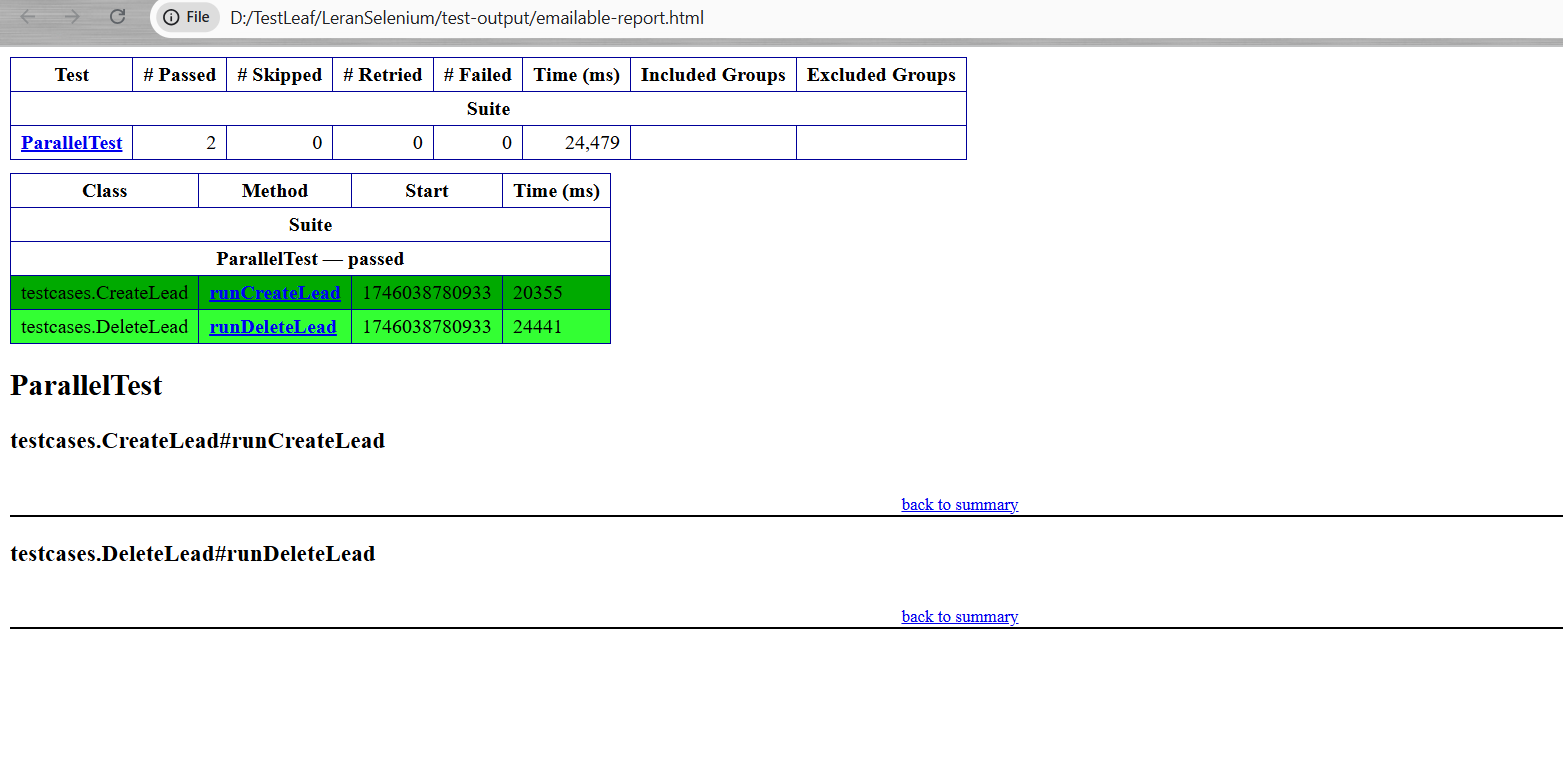 File D:/TestLeaf/LeranSelenium/test-output/emailable-report.html
Test # Passed # Skipped # Retried # Failed Time (ms) Included Groups Excluded Groups
Suite
ParallelTest 2 0 0 0 24,479
Class Method Start Time (ms)
Suite
ParallelTest — passed
testcases.CreateLead runCreateLead 1746038780933 20355
testcases.DeleteLead runDeleteLead 1746038780933 24441
ParallelTest
testcases.CreateLead#runCreateLead
back to summary
testcases.DeleteLead#runDeleteLead
back to summary